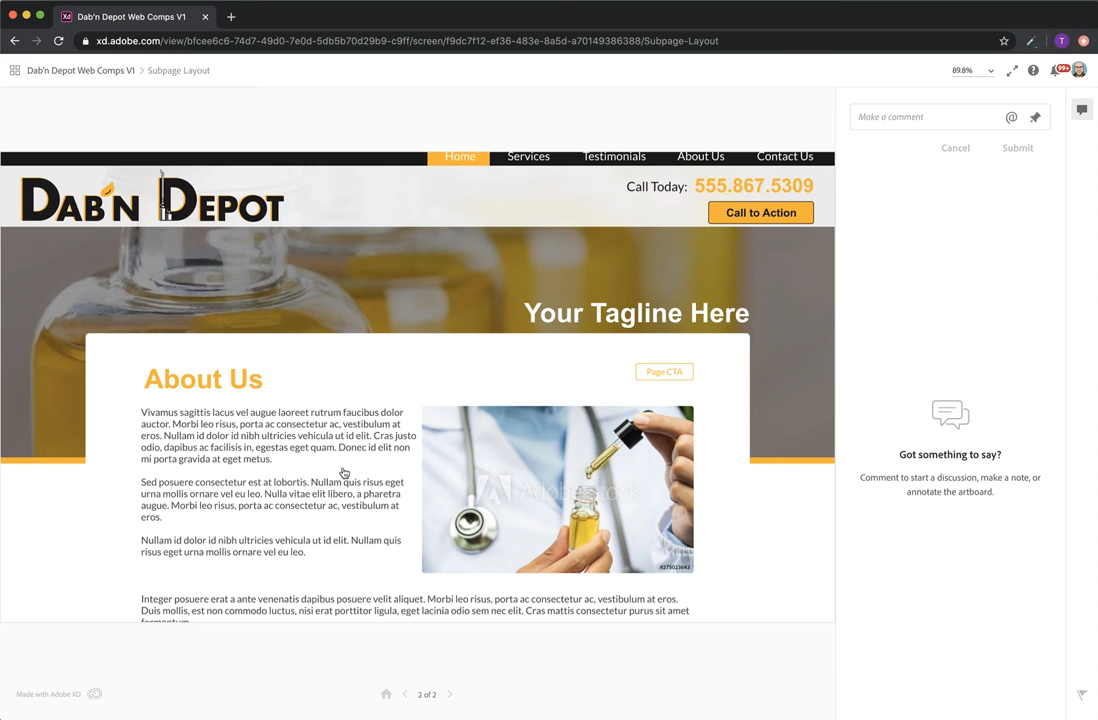 Dab'n Depot Web Comps V1
xd.adobe.com/view/bfcee6c6-74d7-49d0-7e0d-5db5b70d29b9-c9ff/screen/f9dc7f12-ef36-483e-8a5d-a70149386388/Subpage-Layout
T
Dab'n Depot Web Comps V1 > Subpage Layout
89.8%
99+
Home Services Testimonials About Us Contact Us
DAB'N DEPOT
Call Today: 555.867.5309
Call to Action
Your Tagline Here
About Us
Page CTA
Vivamus sagittis lacus vel augue laoreet rutrum faucibus dolor
auctor. Morbi leo risus, porta ac consectetur ac, vestibulum at
eros. Nullam id dolor id nibh ultricies vehicula ut id elit. Cras justo
odio, dapibus ac facilisis in, egestas eget quam. Donec id elit non
mi porta gravida at eget metus.
Sed posuere consectetur est at lobortis. Nullam quis risus eget
urna mollis ornare vel eu leo. Nulla vitae elit libero, a pharetra
augue. Morbi leo risus, porta ac consectetur ac, vestibulum at
eros.
Nullam id dolor id nibh ultricies vehicula ut id elit. Nullam quis
risus eget urna mollis ornare vel eu leo.
Adobe Stock
#275023643
Integer posuere erat a ante venenatis dapibus posuere velit aliquet. Morbi leo risus, porta ac consectetur ac, vestibulum at eros.
Duis mollis, est non commodo luctus, nisi erat porttitor ligula, eget lacinia odio sem nec elit. Cras mattis consectetur purus sit amet
fermentum.
Make a comment
@
Cancel Submit
Got something to say?
Comment to start a discussion, make a note, or
annotate the artboard.
Made with Adobe XD
2 of 2